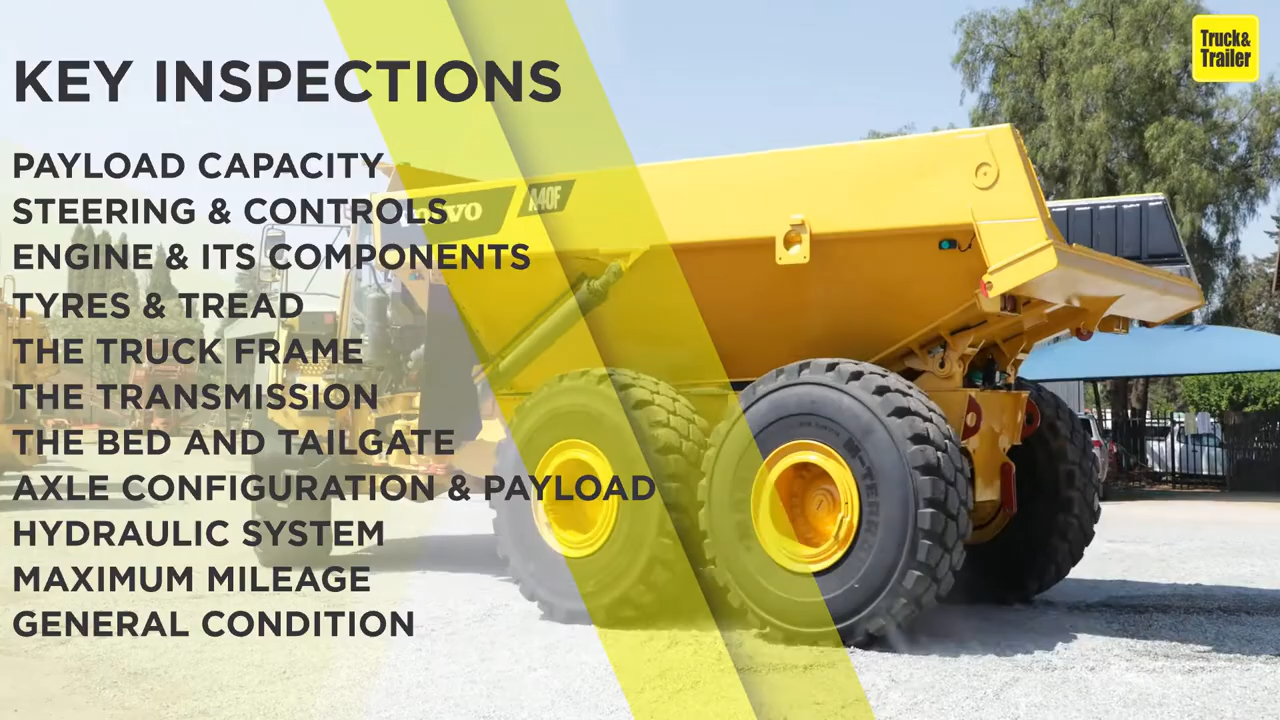 Truck&
Trailer
KEY INSPECTIONS
PAYLOAD CAPACITY
STEERING & CONTROLS
ENGINE & ITS COMPONENTS
TYRES & TREAD
THE TRUCK FRAME
THE TRANSMISSION
THE BED AND TAILGATE
AXLE CONFIGURATION & PAYLOAD
HYDRAULIC SYSTEM
MAXIMUM MILEAGE
GENERAL CONDITION
A40F